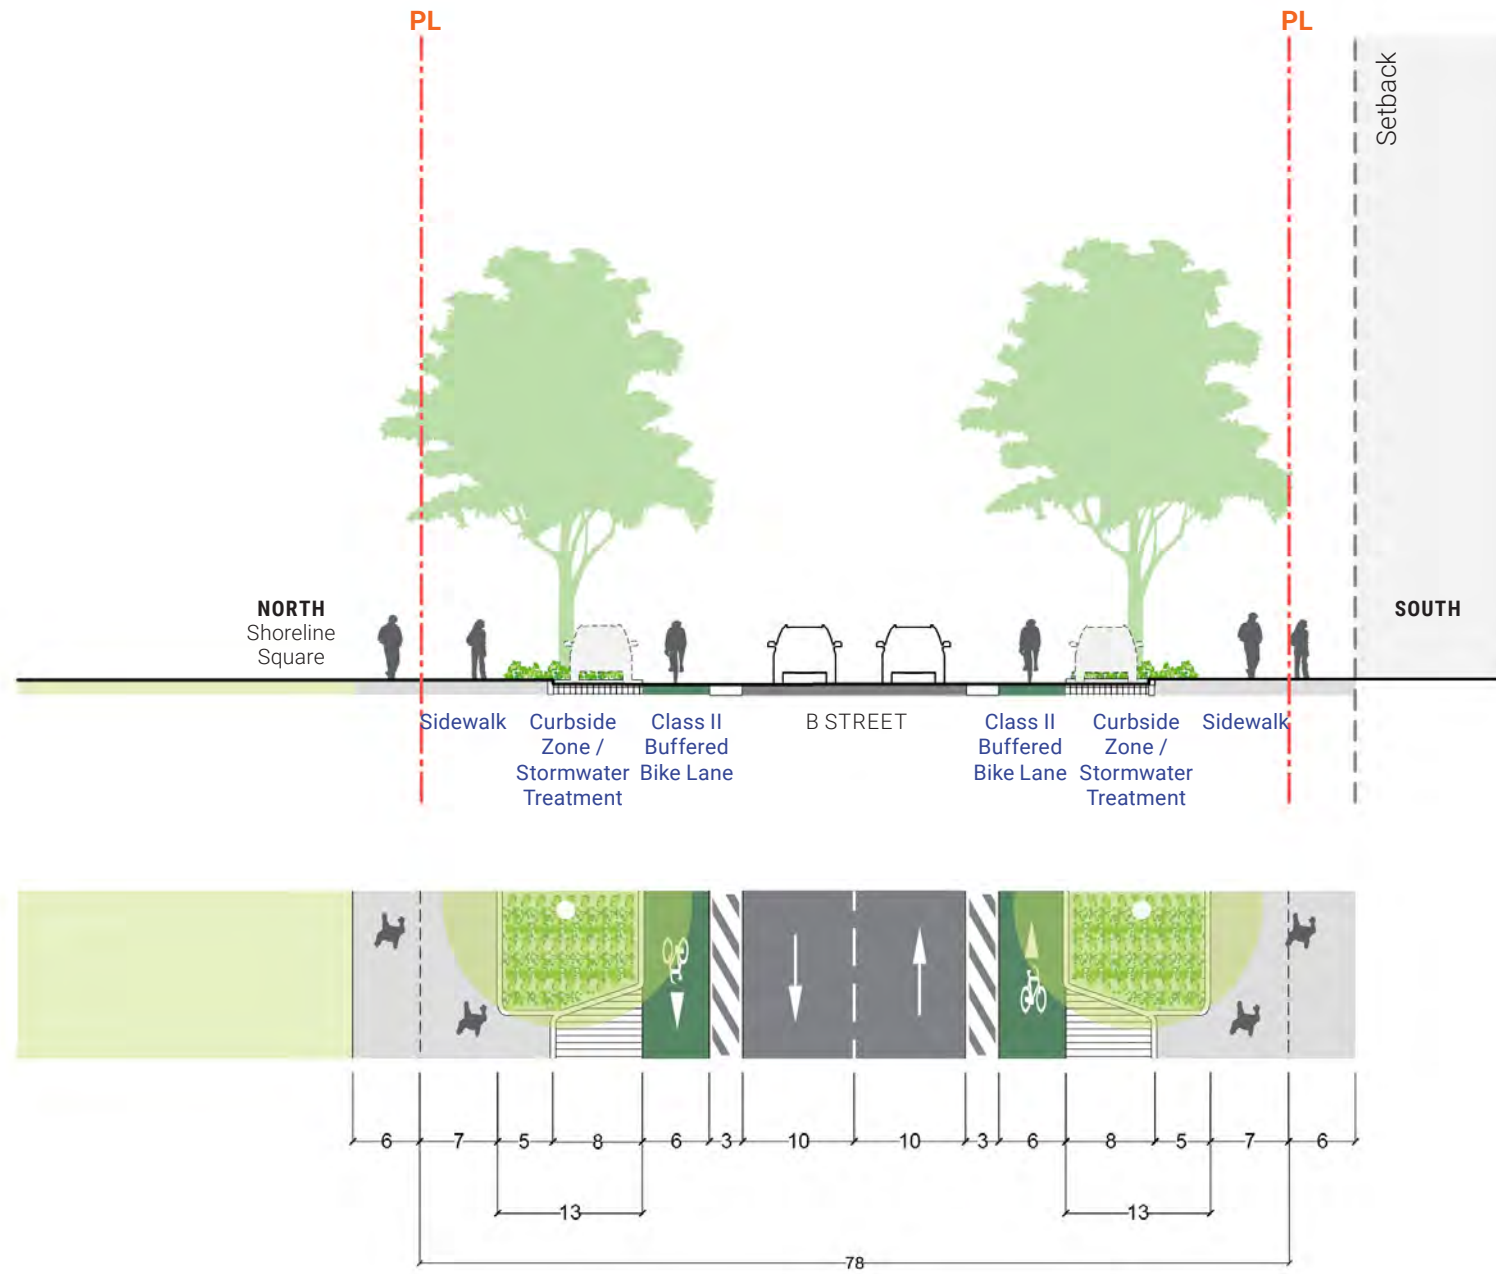 PL
PL
Setback
NORTH
Shoreline
Square
SOUTH
Sidewalk
Curbside
Zone /
Stormwater
Treatment
Class II
Buffered
Bike Lane
B STREET
Class II
Buffered
Bike Lane
Curbside
Zone /
Stormwater
Treatment
Sidewalk
6 7 5 8 6 3 10 10 3 6 8 5 7 6
13 13
78